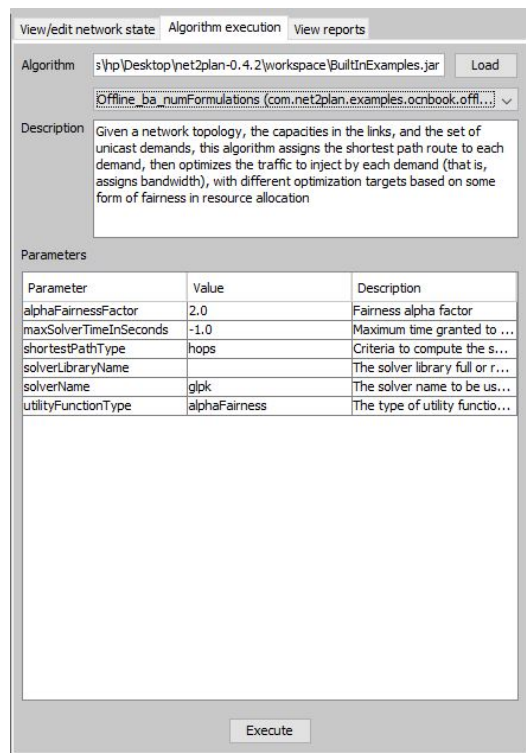 View/edit network state Algorithm execution View reports
Algorithm s\hp\Desktop\net2plan-0.4.2\workspace\BuiltInExamples.jar Load
Offline_ba_numFormulations (com.net2plan.examples.ocnbook.offl...
Description Given a network topology, the capacities in the links, and the set of
unicast demands, this algorithm assigns the shortest path route to each
demand, then optimizes the traffic to inject by each demand (that is,
assigns bandwidth), with different optimization targets based on some
form of fairness in resource allocation
Parameters
Parameter Value Description
alphaFairnessFactor 2.0 Fairness alpha factor
maxSolverTimeInSeconds -1.0 Maximum time granted to ...
shortestPathType hops Criteria to compute the s...
solverLibraryName The solver library full or r...
solverName glpk The solver name to be us...
utilityFunctionType alphaFairness The type of utility functio...
Execute